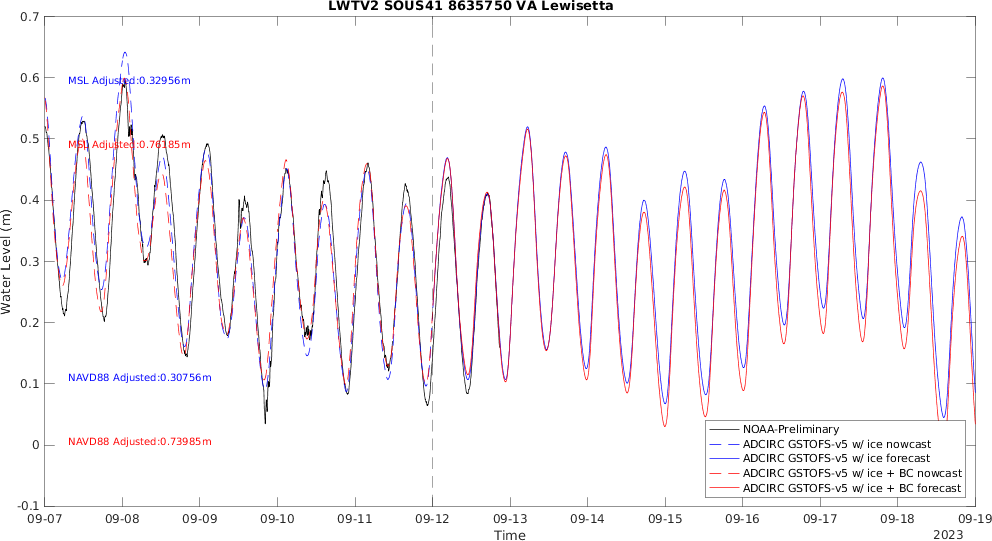 LWTV2 SOUS41 8635750 VA Lewisetta
0.7
0.6
0.5
0.4
0.3
0.2
0.1
0
-0.1
Water Level (m)
MSL Adjusted:0.32956m
MSL Adjusted:0.76185m
NAVD88 Adjusted:0.30756m
NAVD88 Adjusted:0.73985m
NOAA-Preliminary
ADCIRC GSTOFS-v5 w/ ice nowcast
ADCIRC GSTOFS-v5 w/ ice forecast
ADCIRC GSTOFS-v5 w/ ice + BC nowcast
ADCIRC GSTOFS-v5 w/ ice + BC forecast
09-07 09-08 09-09 09-10 09-11 09-12 09-13 09-14 09-15 09-16 09-17 09-18 09-19
Time
2023